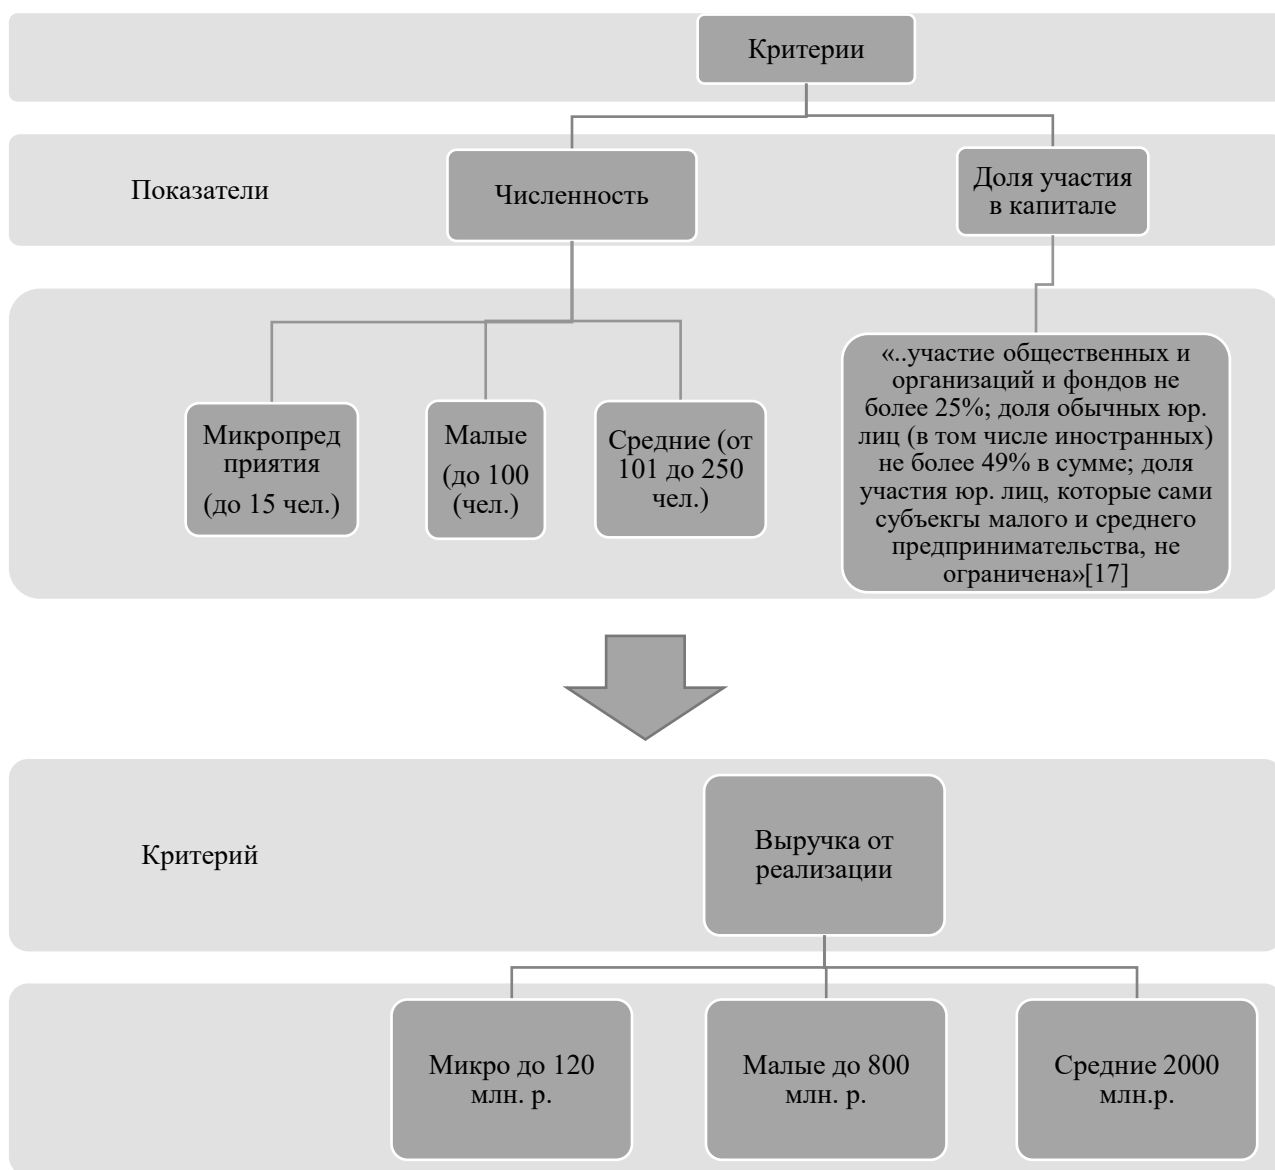 Критерии
Показатели
Численность
Доля участия
в капитале
Микропред
приятия
(до 15 чел.)
Малые
(до 100
(чел.)
Средние (от
101 до 250
чел.)
«..участие общественных и
организаций и фондов не
более 25%; доля обычных юр.
лиц (в том числе иностранных)
не более 49% в сумме; доля
участия юр. лиц, которые сами
субъекгы малого и среднего
предпринимательства, не
ограничена»[17]
Критерий
Выручка от
реализации
Микро до 120
млн. р.
Малые до 800
млн. р.
Средние 2000
млн.р.